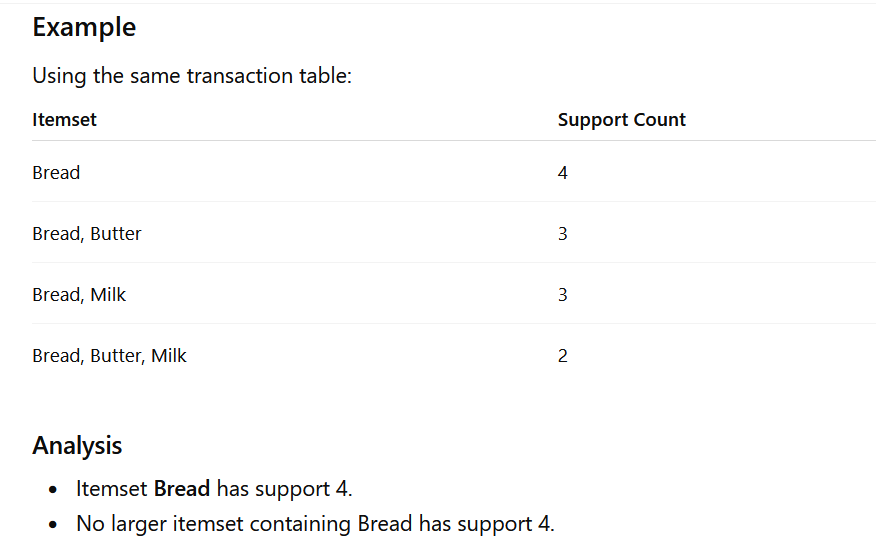 Example
Using the same transaction table:
Itemset Support Count
Bread 4
Bread, Butter 3
Bread, Milk 3
Bread, Butter, Milk 2
Analysis
• Itemset Bread has support 4.
• No larger itemset containing Bread has support 4.